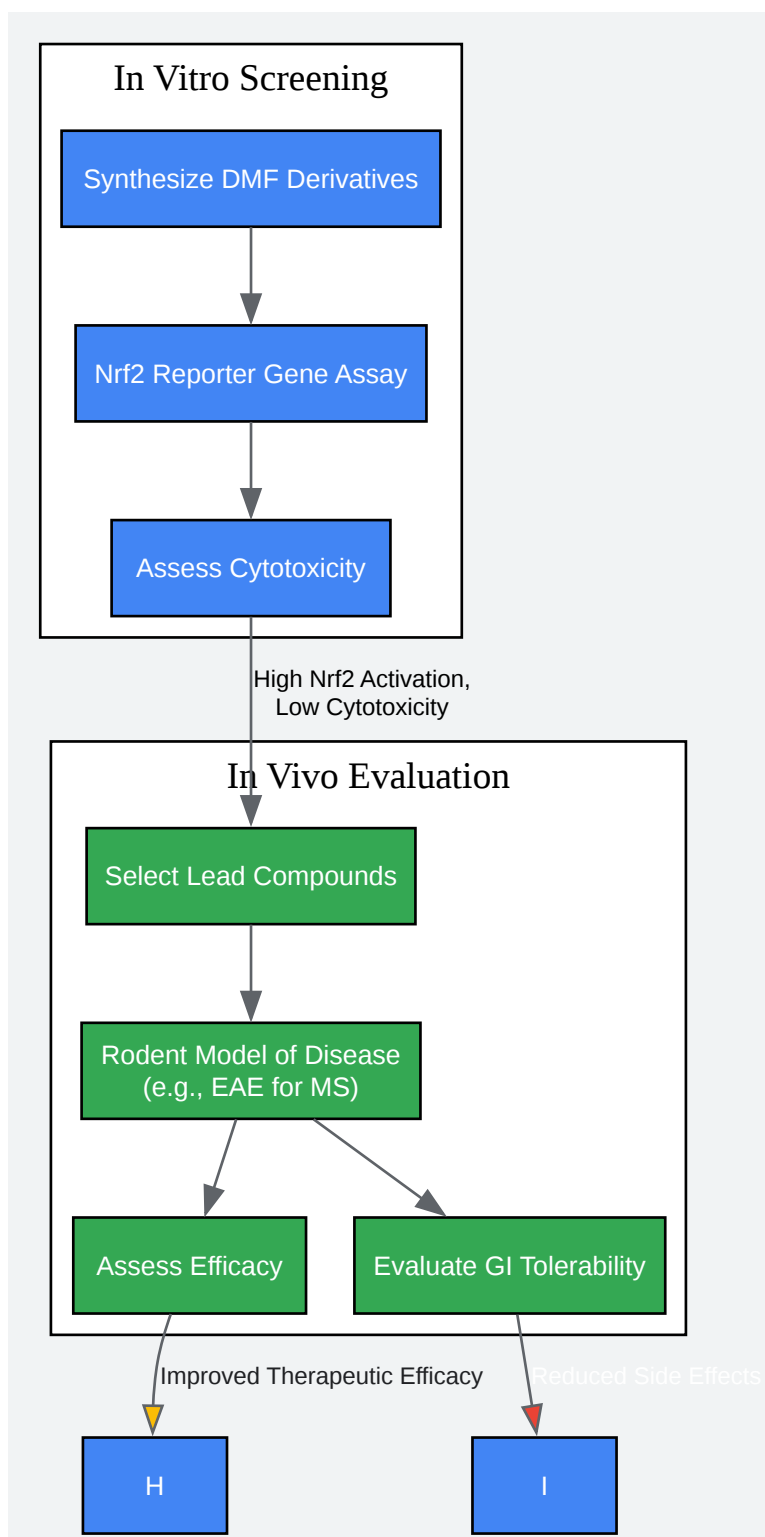 In Vitro Screening
Synthesize DMF Derivatives
Nrf2 Reporter Gene Assay
Assess Cytotoxicity
High Nrf2 Activation,
Low Cytotoxicity
In Vivo Evaluation
Select Lead Compounds
Rodent Model of Disease
(e.g., EAE for MS)
Assess Efficacy
Evaluate GI Tolerability
Improved Therapeutic Efficacy
Reduced Side Effects
H
I